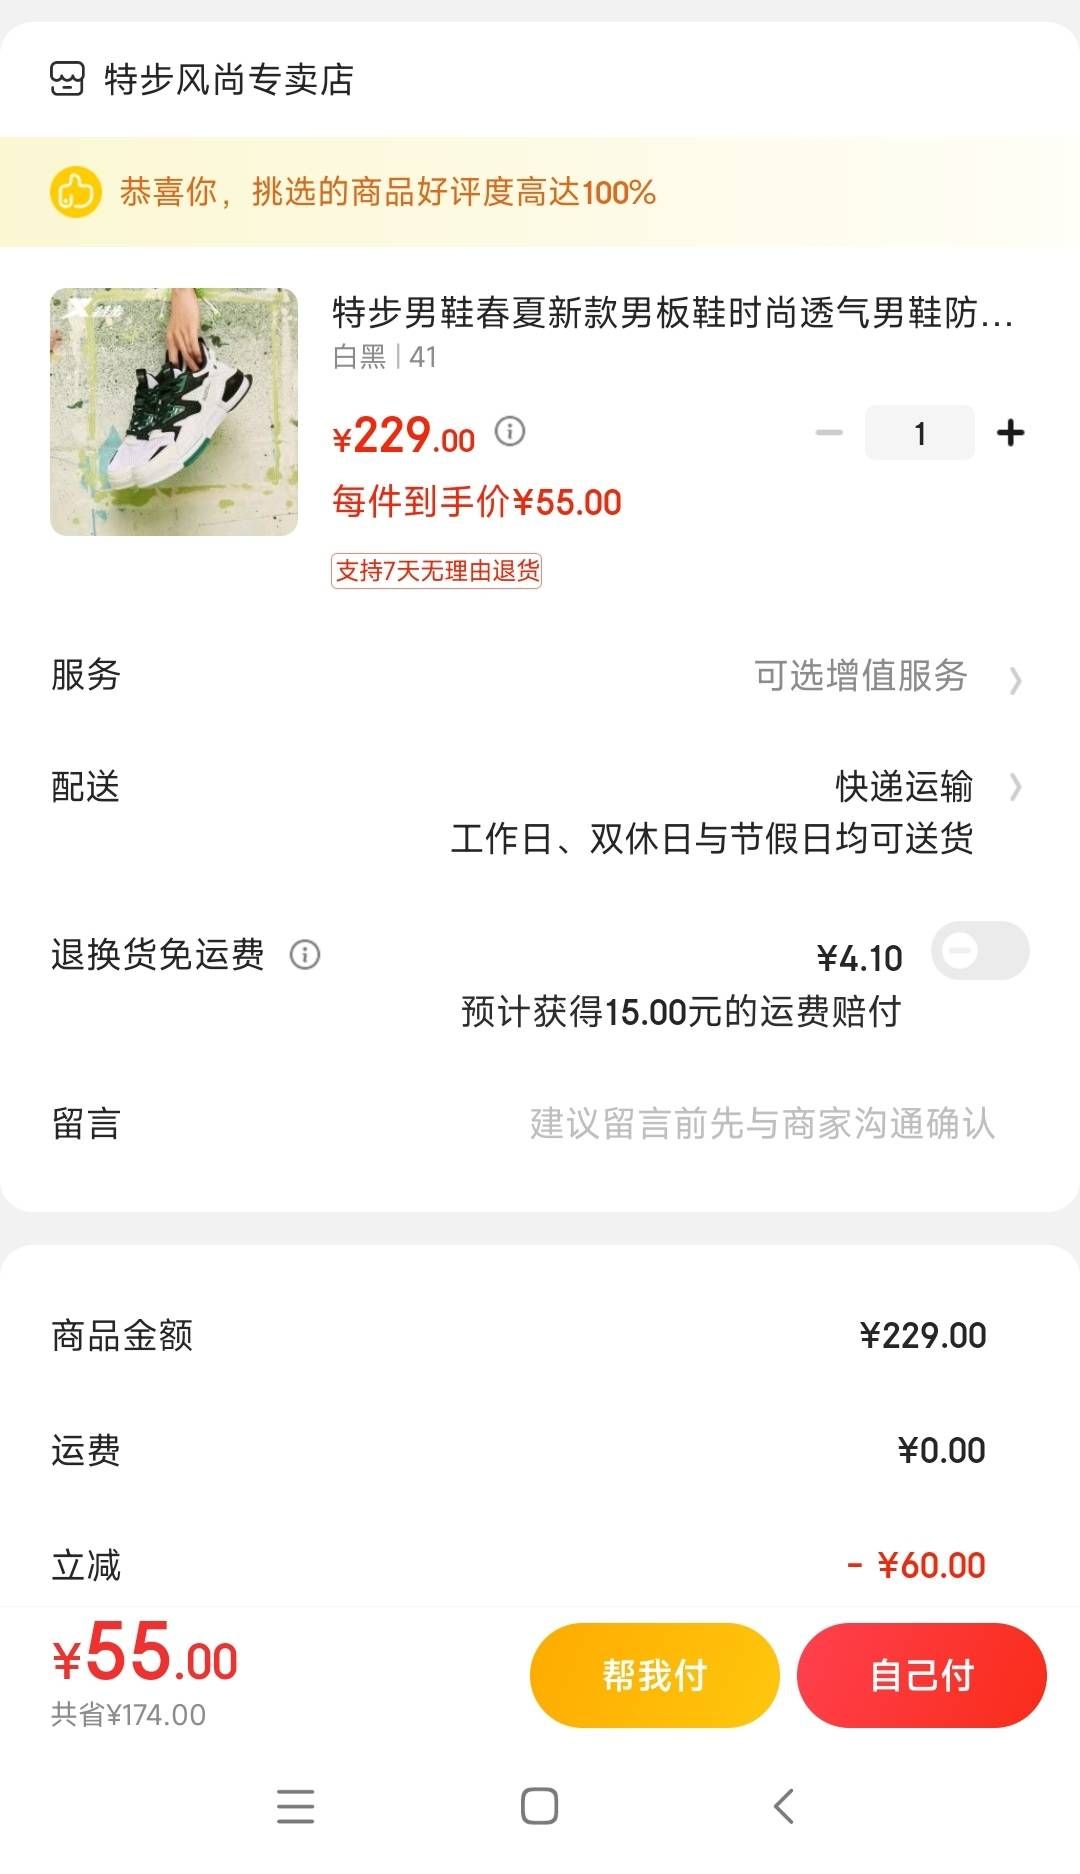 特步风尚专卖店
恭喜你，挑选的商品好评度高达100%
特步
特步男鞋春夏新款男板鞋时尚透气男鞋防...
白黑 | 41
¥229.00
1
每件到手价¥55.00
支持7天无理由退货
服务
可选增值服务
配送
快递运输
工作日、双休日与节假日均可送货
退换货免运费
¥4.10
预计获得15.00元的运费赔付
留言
建议留言前先与商家沟通确认
商品金额
¥229.00
运费
¥0.00
立减
- ¥60.00
¥55.00
共省¥174.00
帮我付
自己付